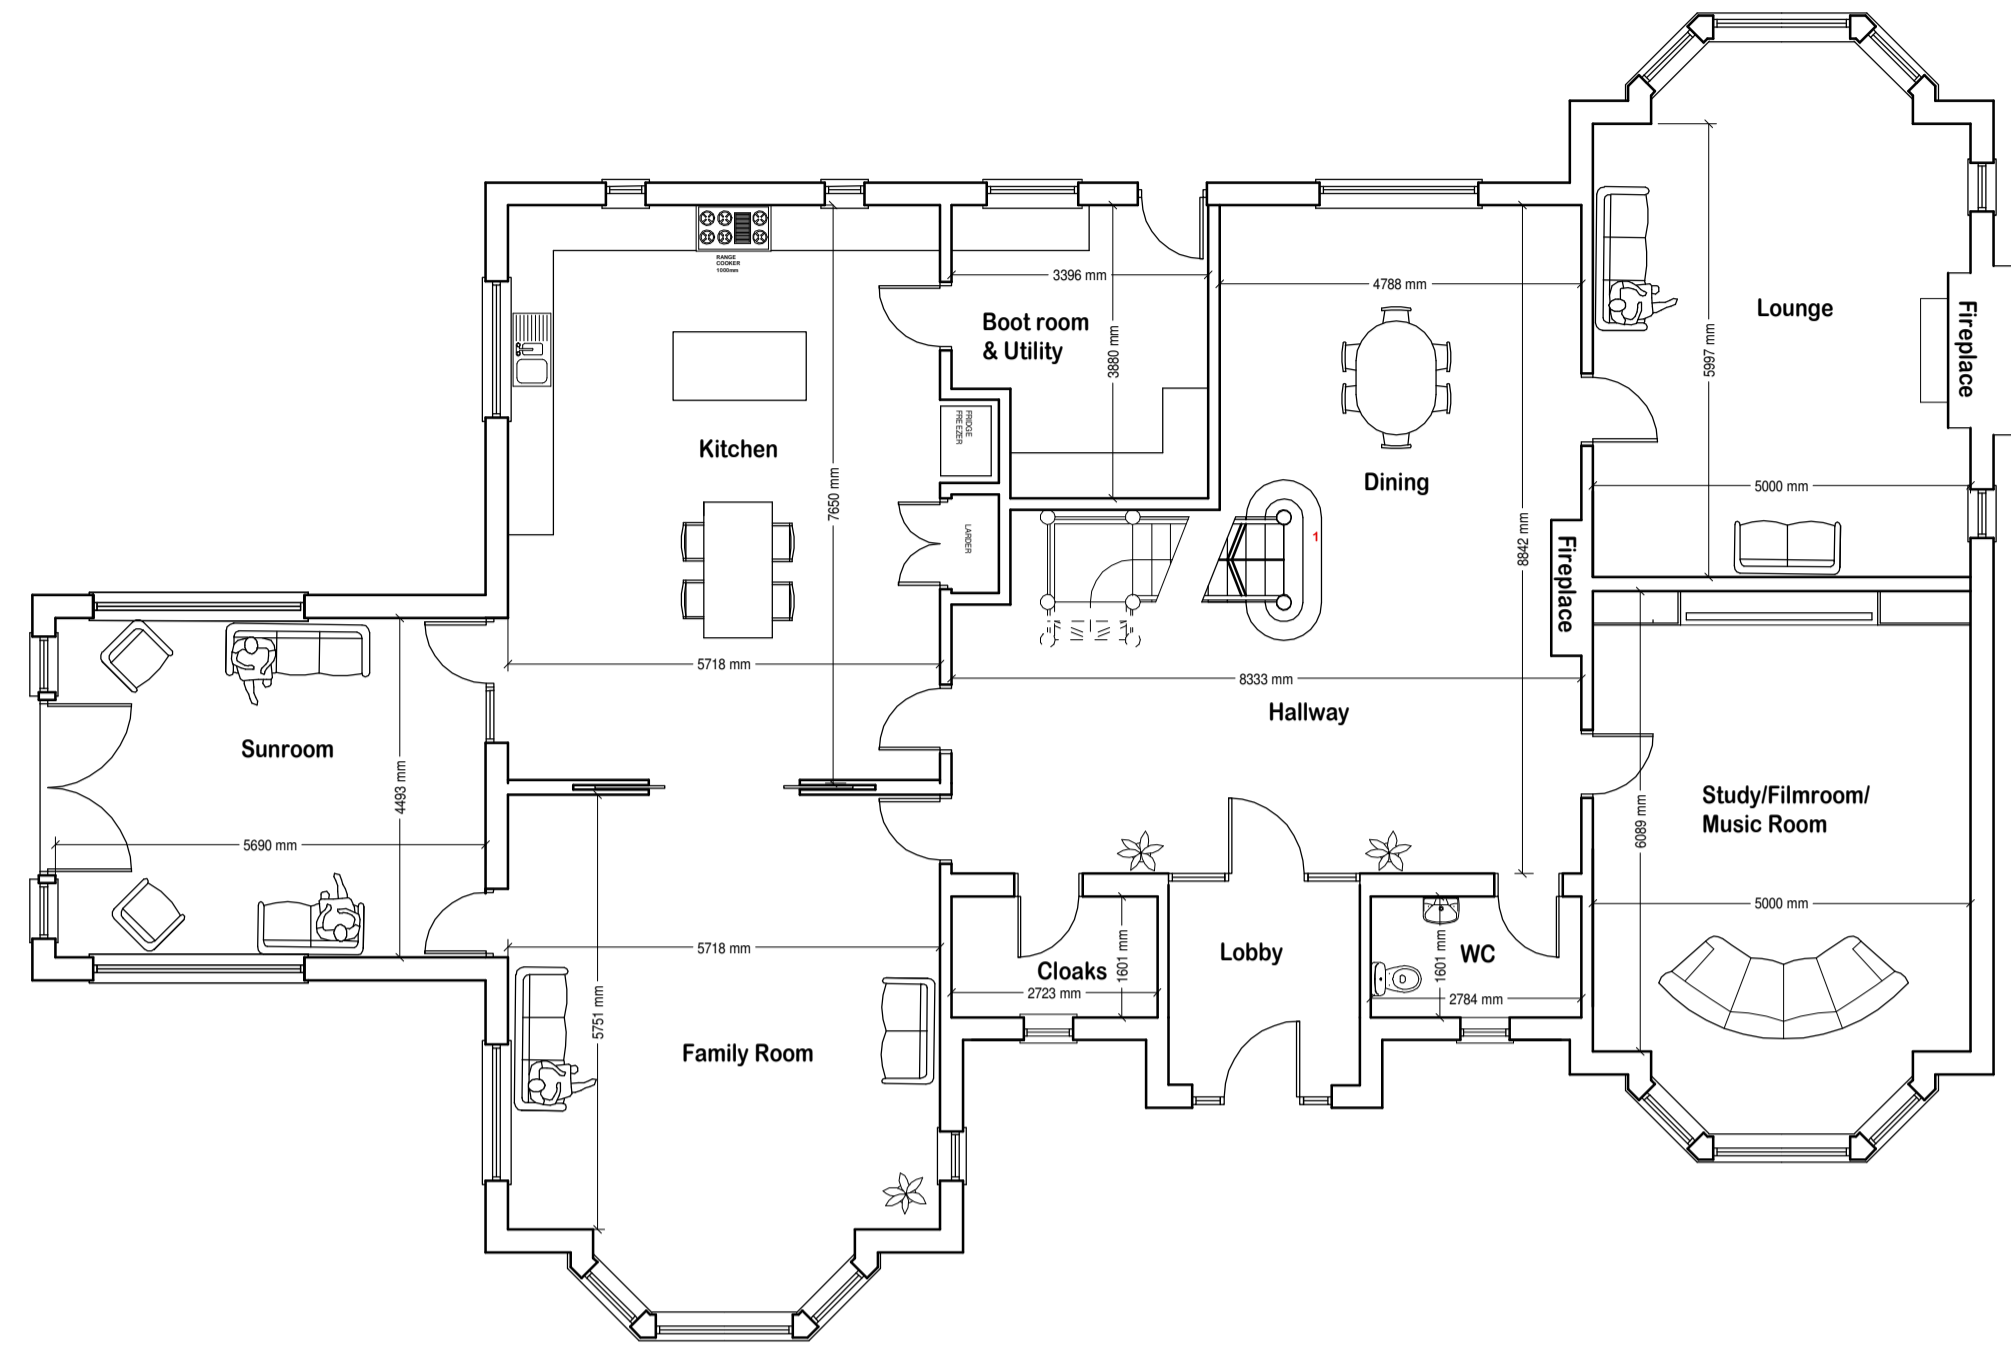 RANGE
COOKER
1000mm
3396 mm
4788 mm
Boot room
& Utility
3880 mm
Lounge
Fireplace
5997 mm
FRIDGE
FREEZER
Kitchen
7650 mm
Dining
5000 mm
LARDER
8842 mm
1
Fireplace
5718 mm
8333 mm
Hallway
Sunroom
4493 mm
5690 mm
Study/Filmroom/
Music Room
6089 mm
5000 mm
5718 mm
Cloaks
1601 mm
2723 mm
Lobby
1601 mm
WC
2784 mm
5751 mm
Family Room